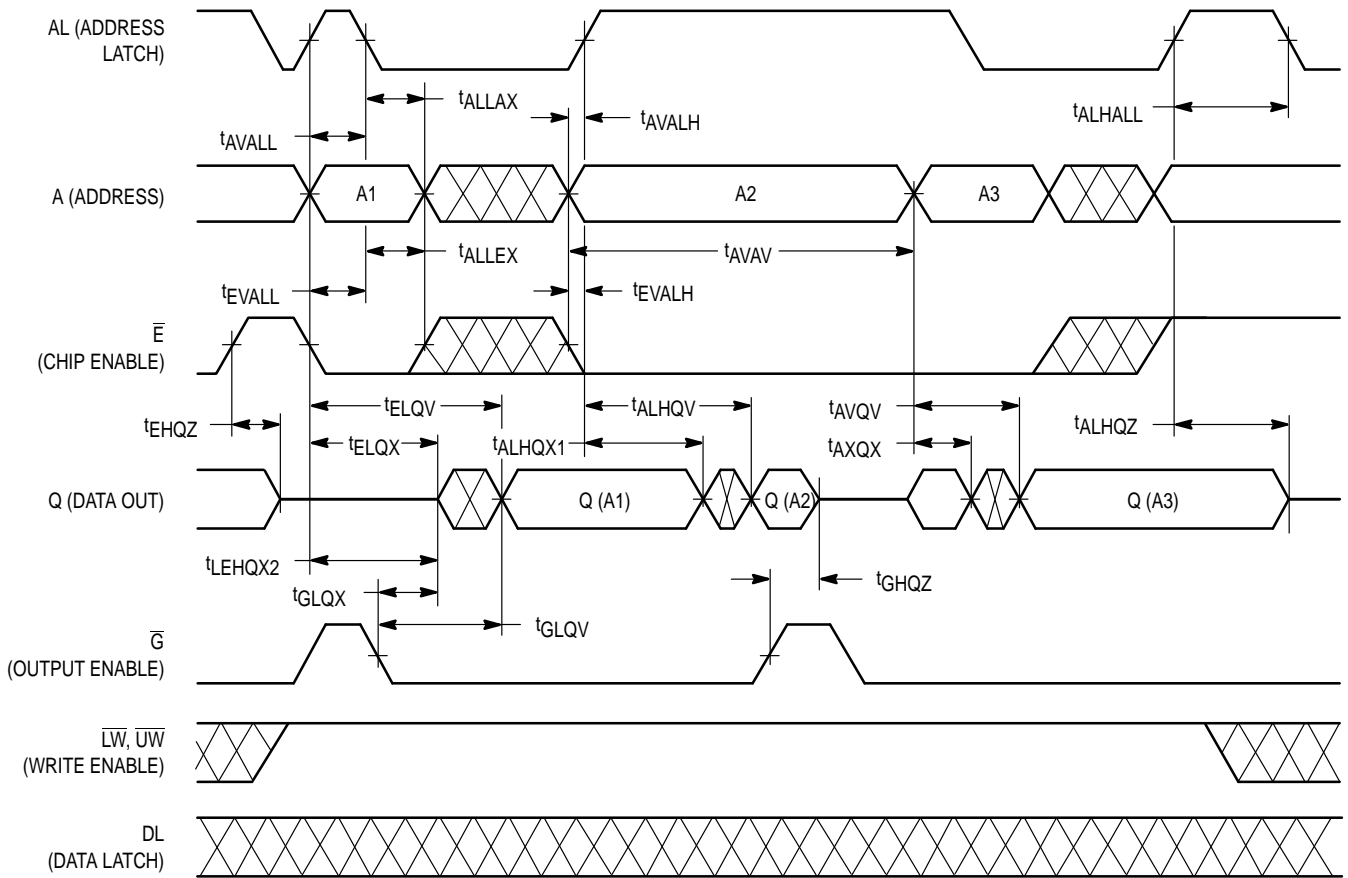 AL (ADDRESS
LATCH)
tALLAX
tAVALH
tALHALL
tAVALL
A (ADDRESS)
A1
A2
A3
tALLEX
tAVAV
tEVALL
tEVALH
E
(CHIP ENABLE)
tELQV
tALHQV
tAVQV
tEHQZ
tELQX
tALHQX1
tAXQX
tALHQZ
Q (DATA OUT)
Q (A1)
Q (A2)
Q (A3)
tLEHQX2
tGLQX
tGHQZ
tGLQV
G
(OUTPUT ENABLE)
LW, UW
(WRITE ENABLE)
DL
(DATA LATCH)